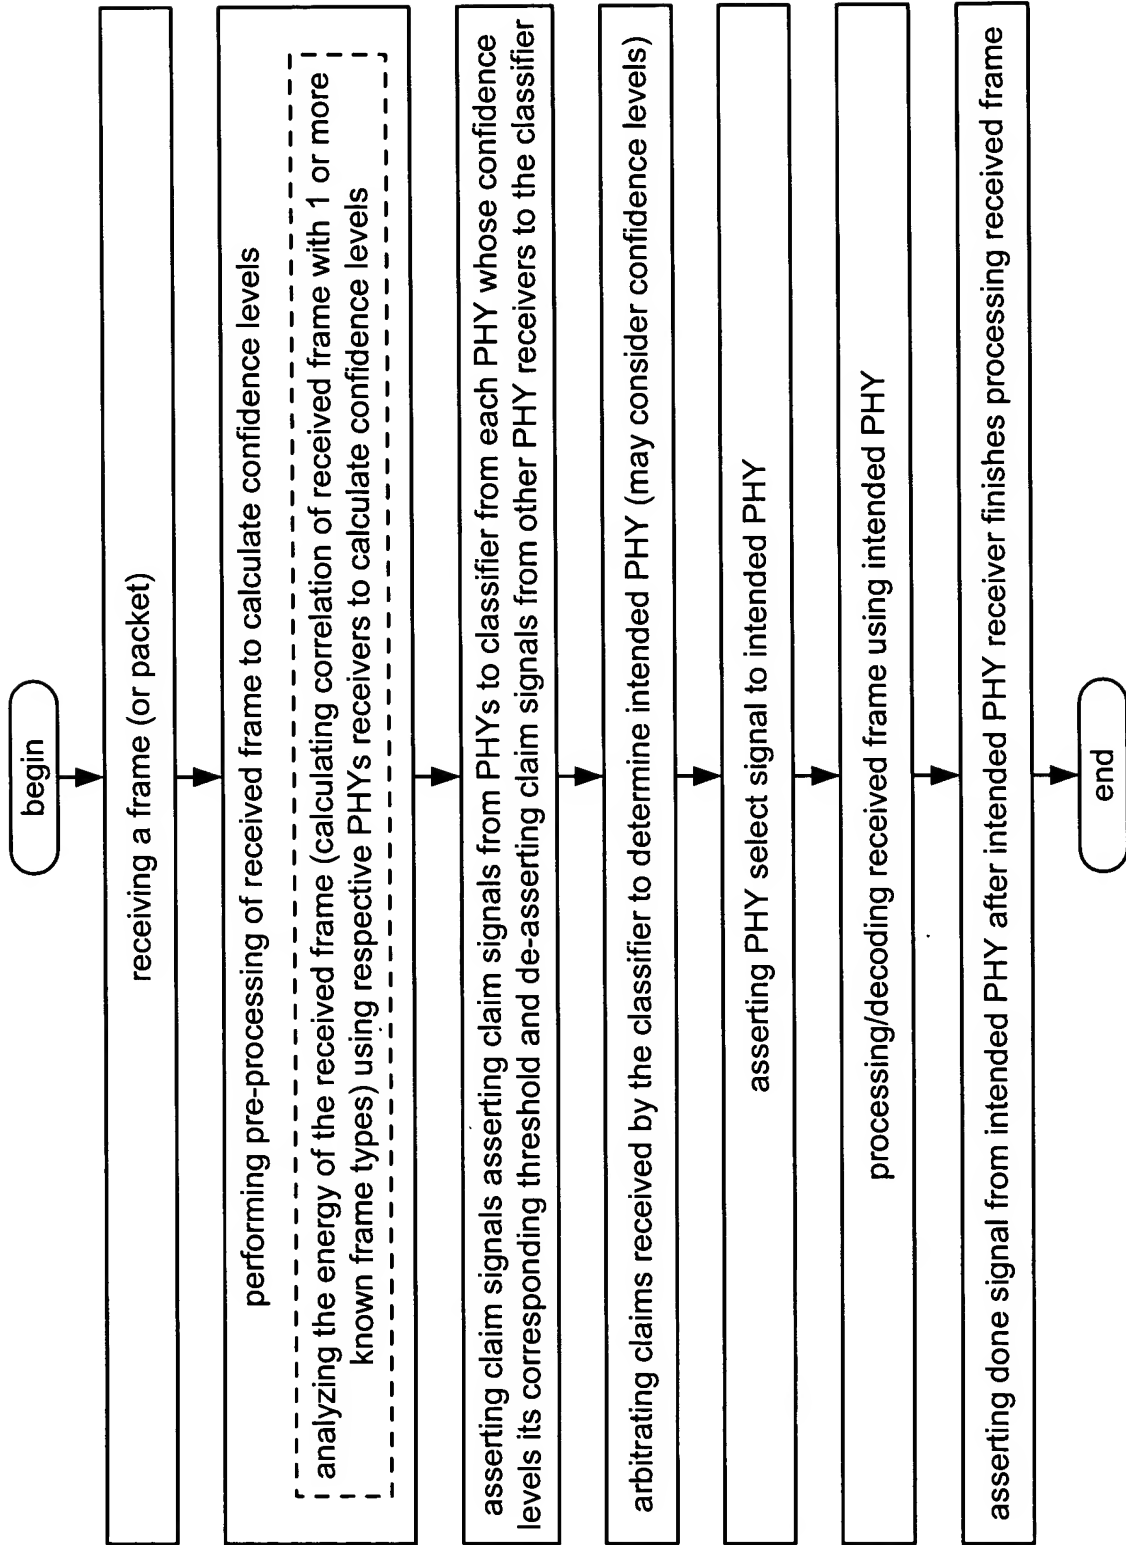 begin
receiving a frame (or packet)
performing pre-processing of received frame to calculate confidence levels
analyzing the energy of the received frame (calculating correlation of received frame with 1 or more
known frame types) using respective PHYs receivers to calculate confidence levels
asserting claim signals asserting claim signals from PHYs to classifier from each PHY whose confidence
levels its corresponding threshold and de-asserting claim signals from other PHY receivers to the classifier
arbitrating claims received by the classifier to determine intended PHY (may consider confidence levels)
asserting PHY select signal to intended PHY
processing/decoding received frame using intended PHY
asserting done signal from intended PHY after intended PHY receiver finishes processing received frame
end